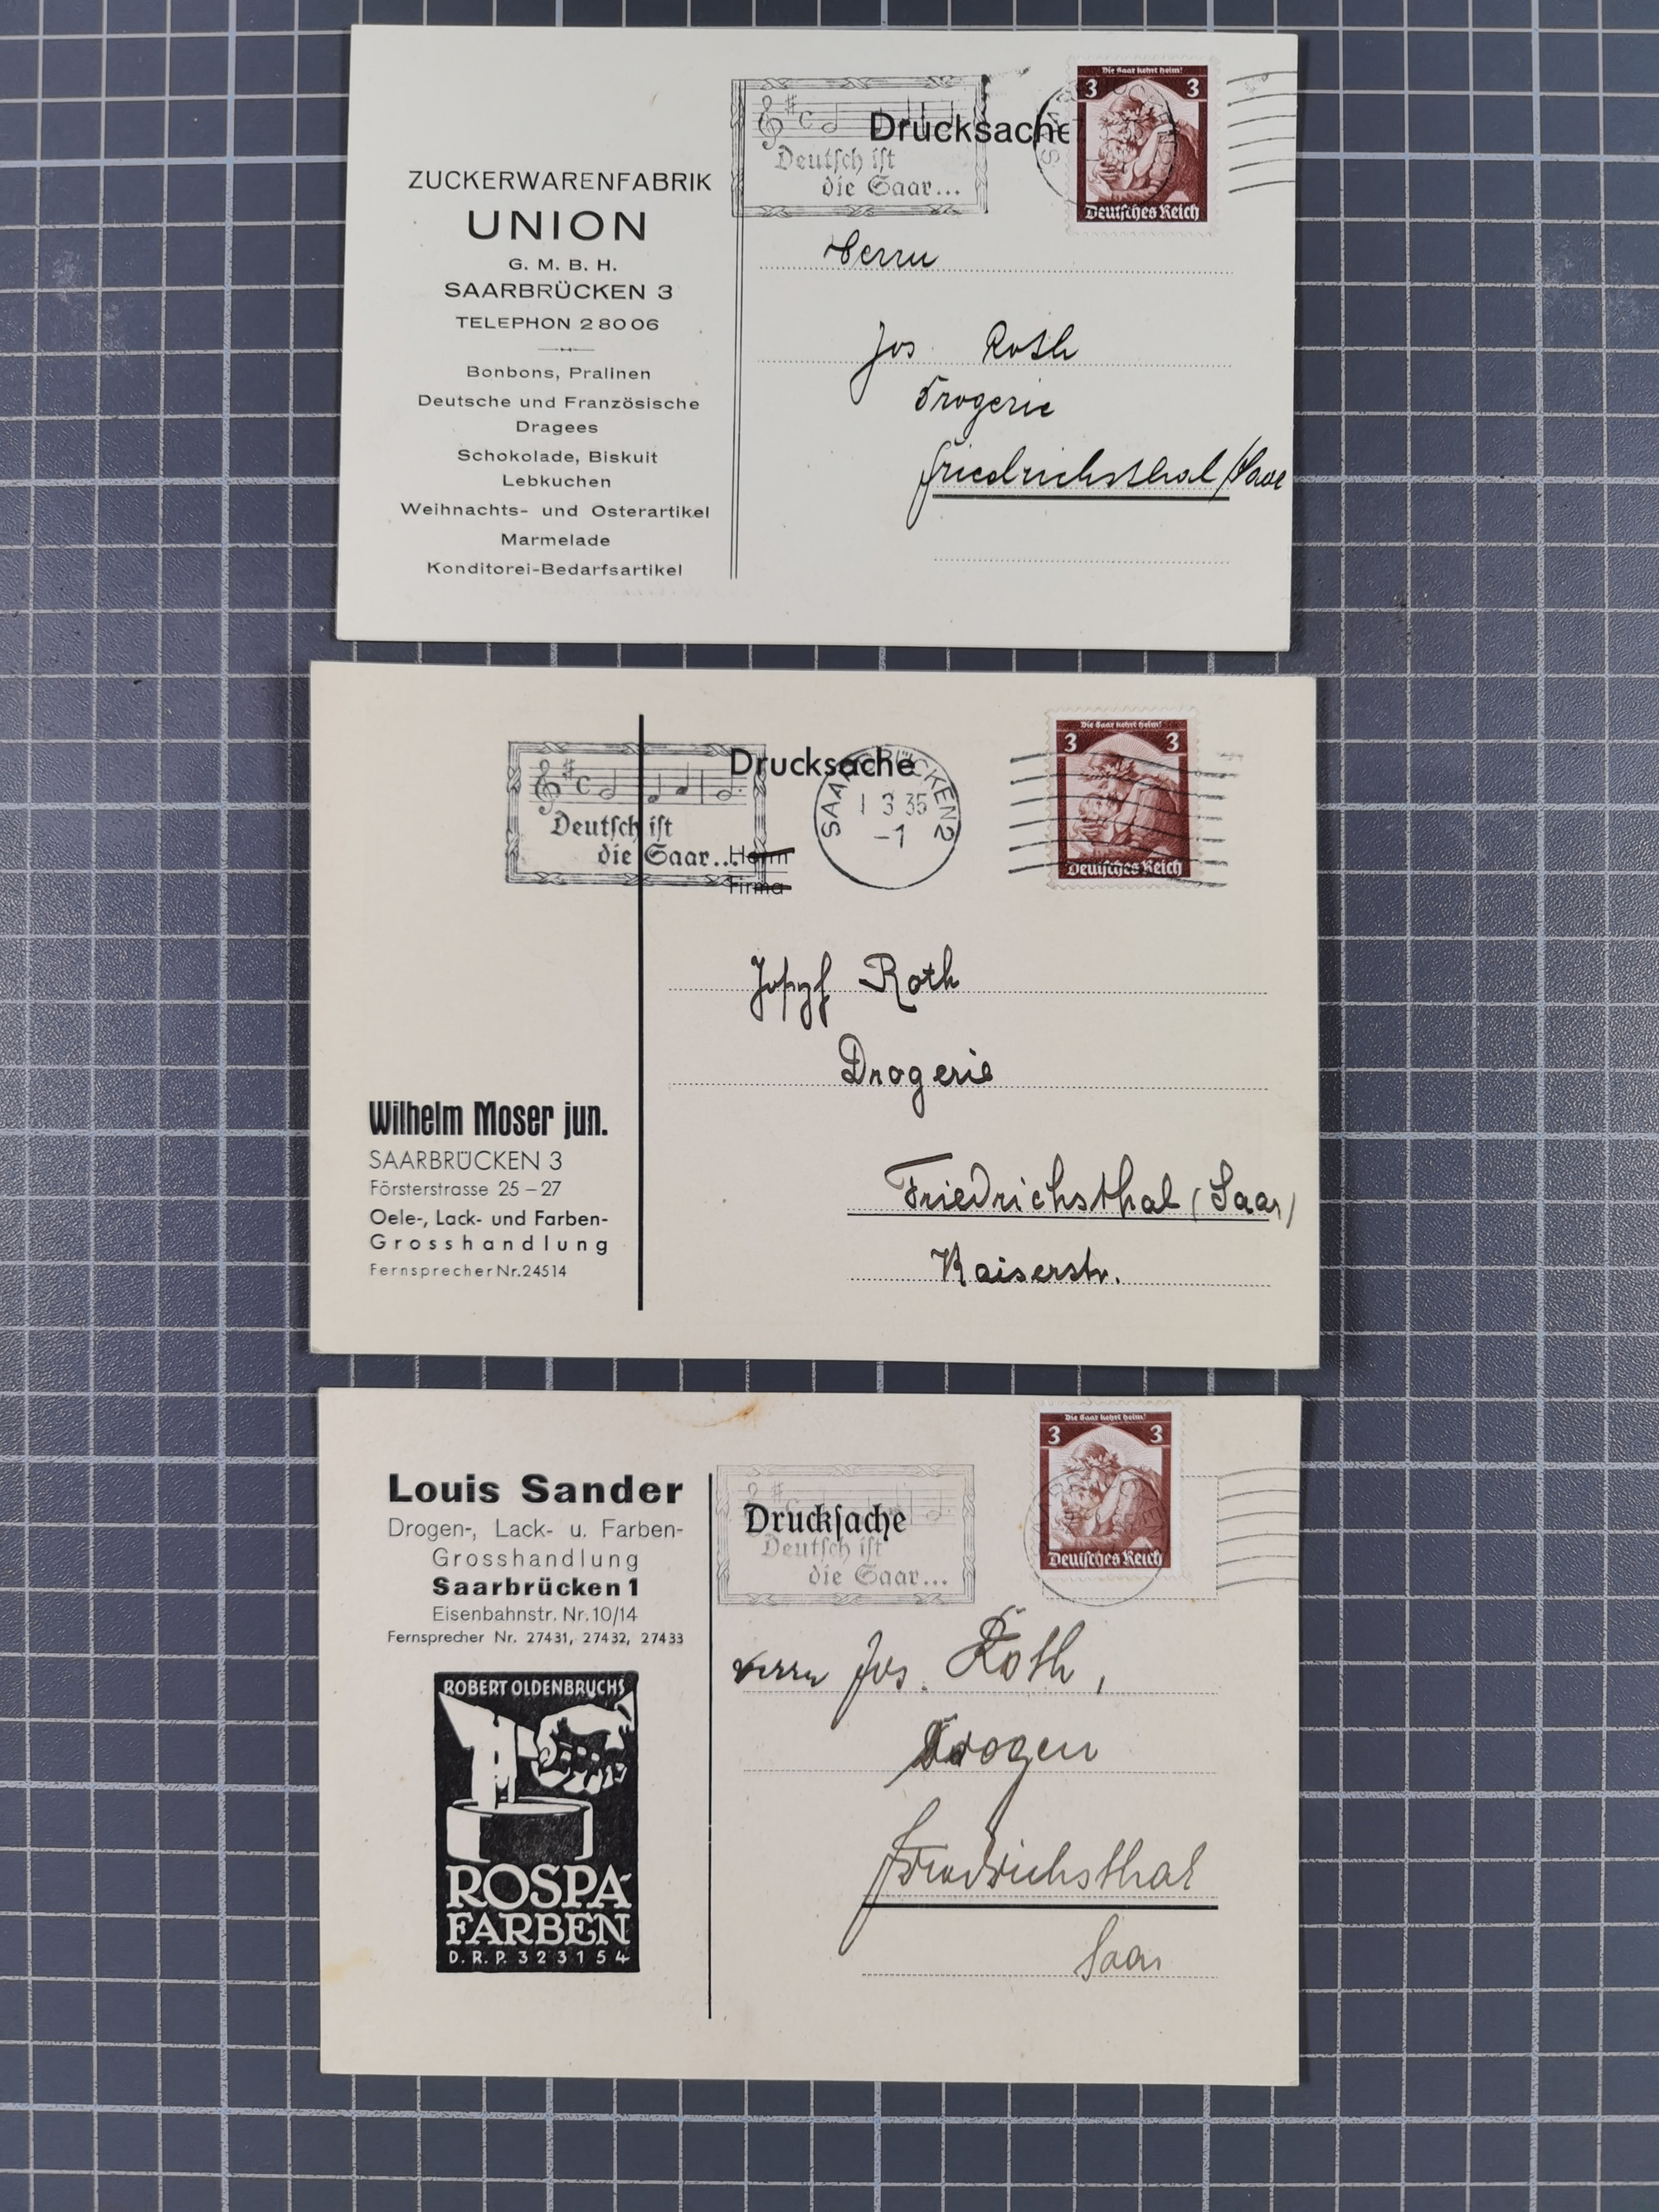 ZUCKERWARENFABRIK
UNION
G. M. B. H.
SAARBRÜCKEN 3
TELEPHON 28006
Bonbons, Pralinen
Deutsche und Französische
Dragees
Schokolade, Biskuit
Lebkuchen
Weihnachts- und Osterartikel
Marmelade
Konditorei-Bedarfsartikel
Drucksache
Deutsch ist
die Saar...
Die Saar kehrt heim!
3 3
Deutsches Reich
Herrn
Jos Roth
Drogerie
Friedrichsthal/Saar
Deutsch ist
die Saar...
Drucksache
SAARBRÜCKEN 2
1 3 35
-1
Die Saar kehrt heim!
3 3
Deutsches Reich
Herrn
Firma
Josef Roth
Drogerie
Friedrichsthal (Saar)
Kaiserstr.
Wilhelm Moser jun.
SAARBRÜCKEN 3
Försterstrasse 25-27
Oele-, Lack- und Farben-
Grosshandlung
Fernsprecher Nr. 24514
Louis Sander
Drogen-, Lack- u. Farben-
Grosshandlung
Saarbrücken 1
Eisenbahnstr. Nr. 10/14
Fernsprecher Nr. 27431, 27432, 27433
ROBERT OLDENBRUCHS
ROSPA-
FARBEN
D. R. P. 323154
Drucksache
Deutsch ist
die Saar...
Die Saar kehrt heim!
3 3
Deutsches Reich
Herrn Jos. Roth,
Drogen
Friedrichsthal
Saar